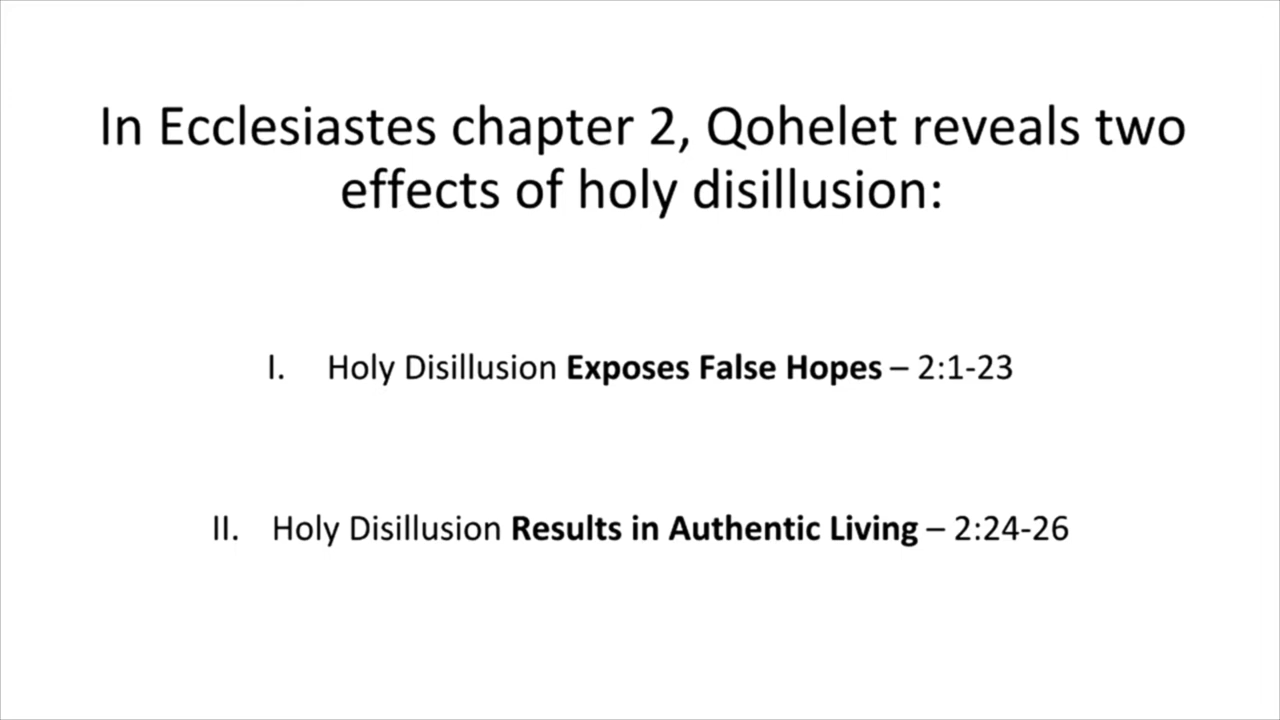 In Ecclesiastes chapter 2, Qohelet reveals two
effects of holy disillusion:
I. Holy Disillusion Exposes False Hopes – 2:1-23
II. Holy Disillusion Results in Authentic Living – 2:24-26